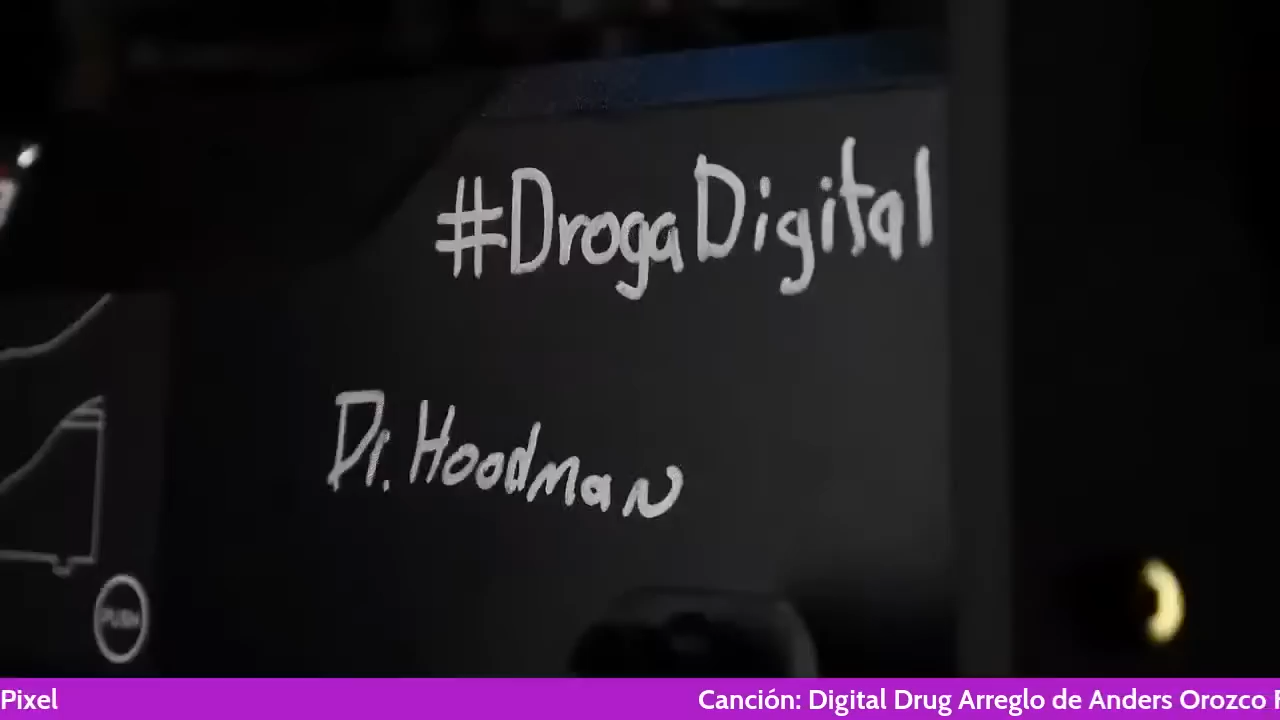 #DrogaDigital
Dr. Hoodman
PUSH
Pixel
Canción: Digital Drug Arreglo de Anders Orozco